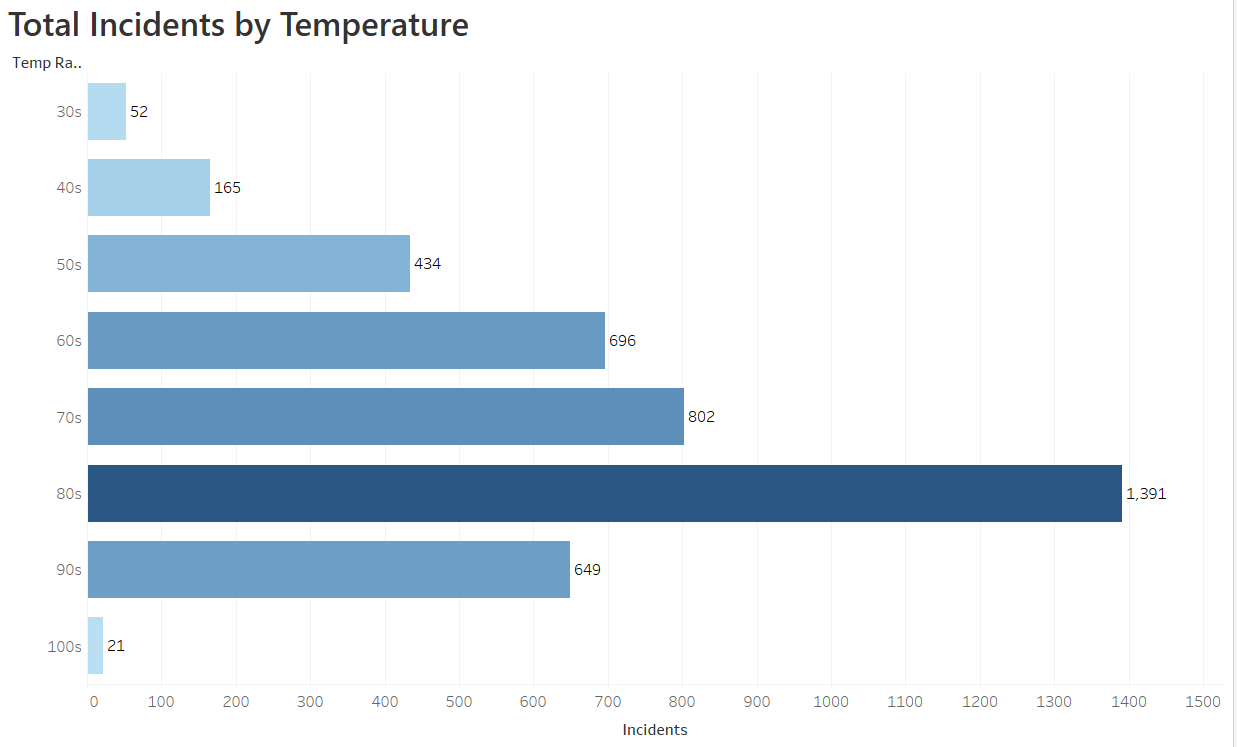 Total Incidents by Temperature
Temp Ra..
30s 52
40s 165
50s 434
60s 696
70s 802
80s 1,391
90s 649
100s 21
0 100 200 300 400 500 600 700 800 900 1000 1100 1200 1300 1400 1500
Incidents